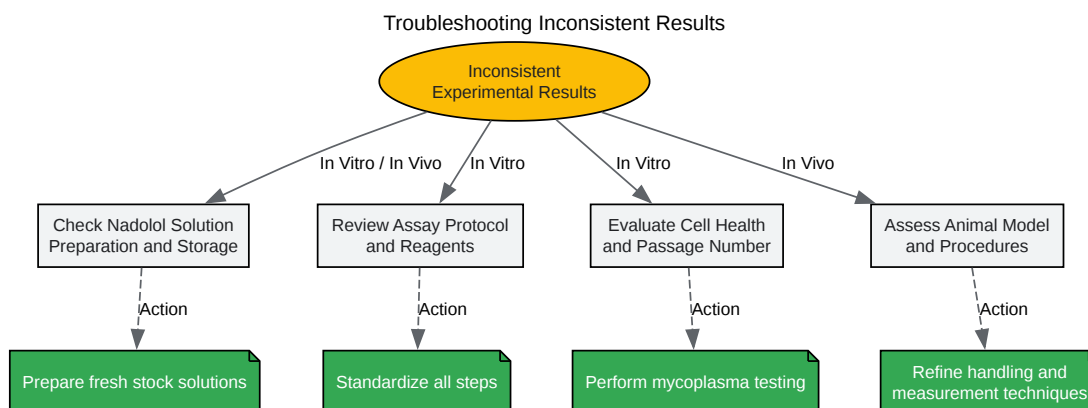 Troubleshooting Inconsistent Results
Inconsistent
Experimental Results
In Vitro / In Vivo
In Vitro
In Vitro
In Vivo
Check Nadolol Solution
Preparation and Storage
Review Assay Protocol
and Reagents
Evaluate Cell Health
and Passage Number
Assess Animal Model
and Procedures
Action
Action
Action
Action
Prepare fresh stock solutions
Standardize all steps
Perform mycoplasma testing
Refine handling and
measurement techniques